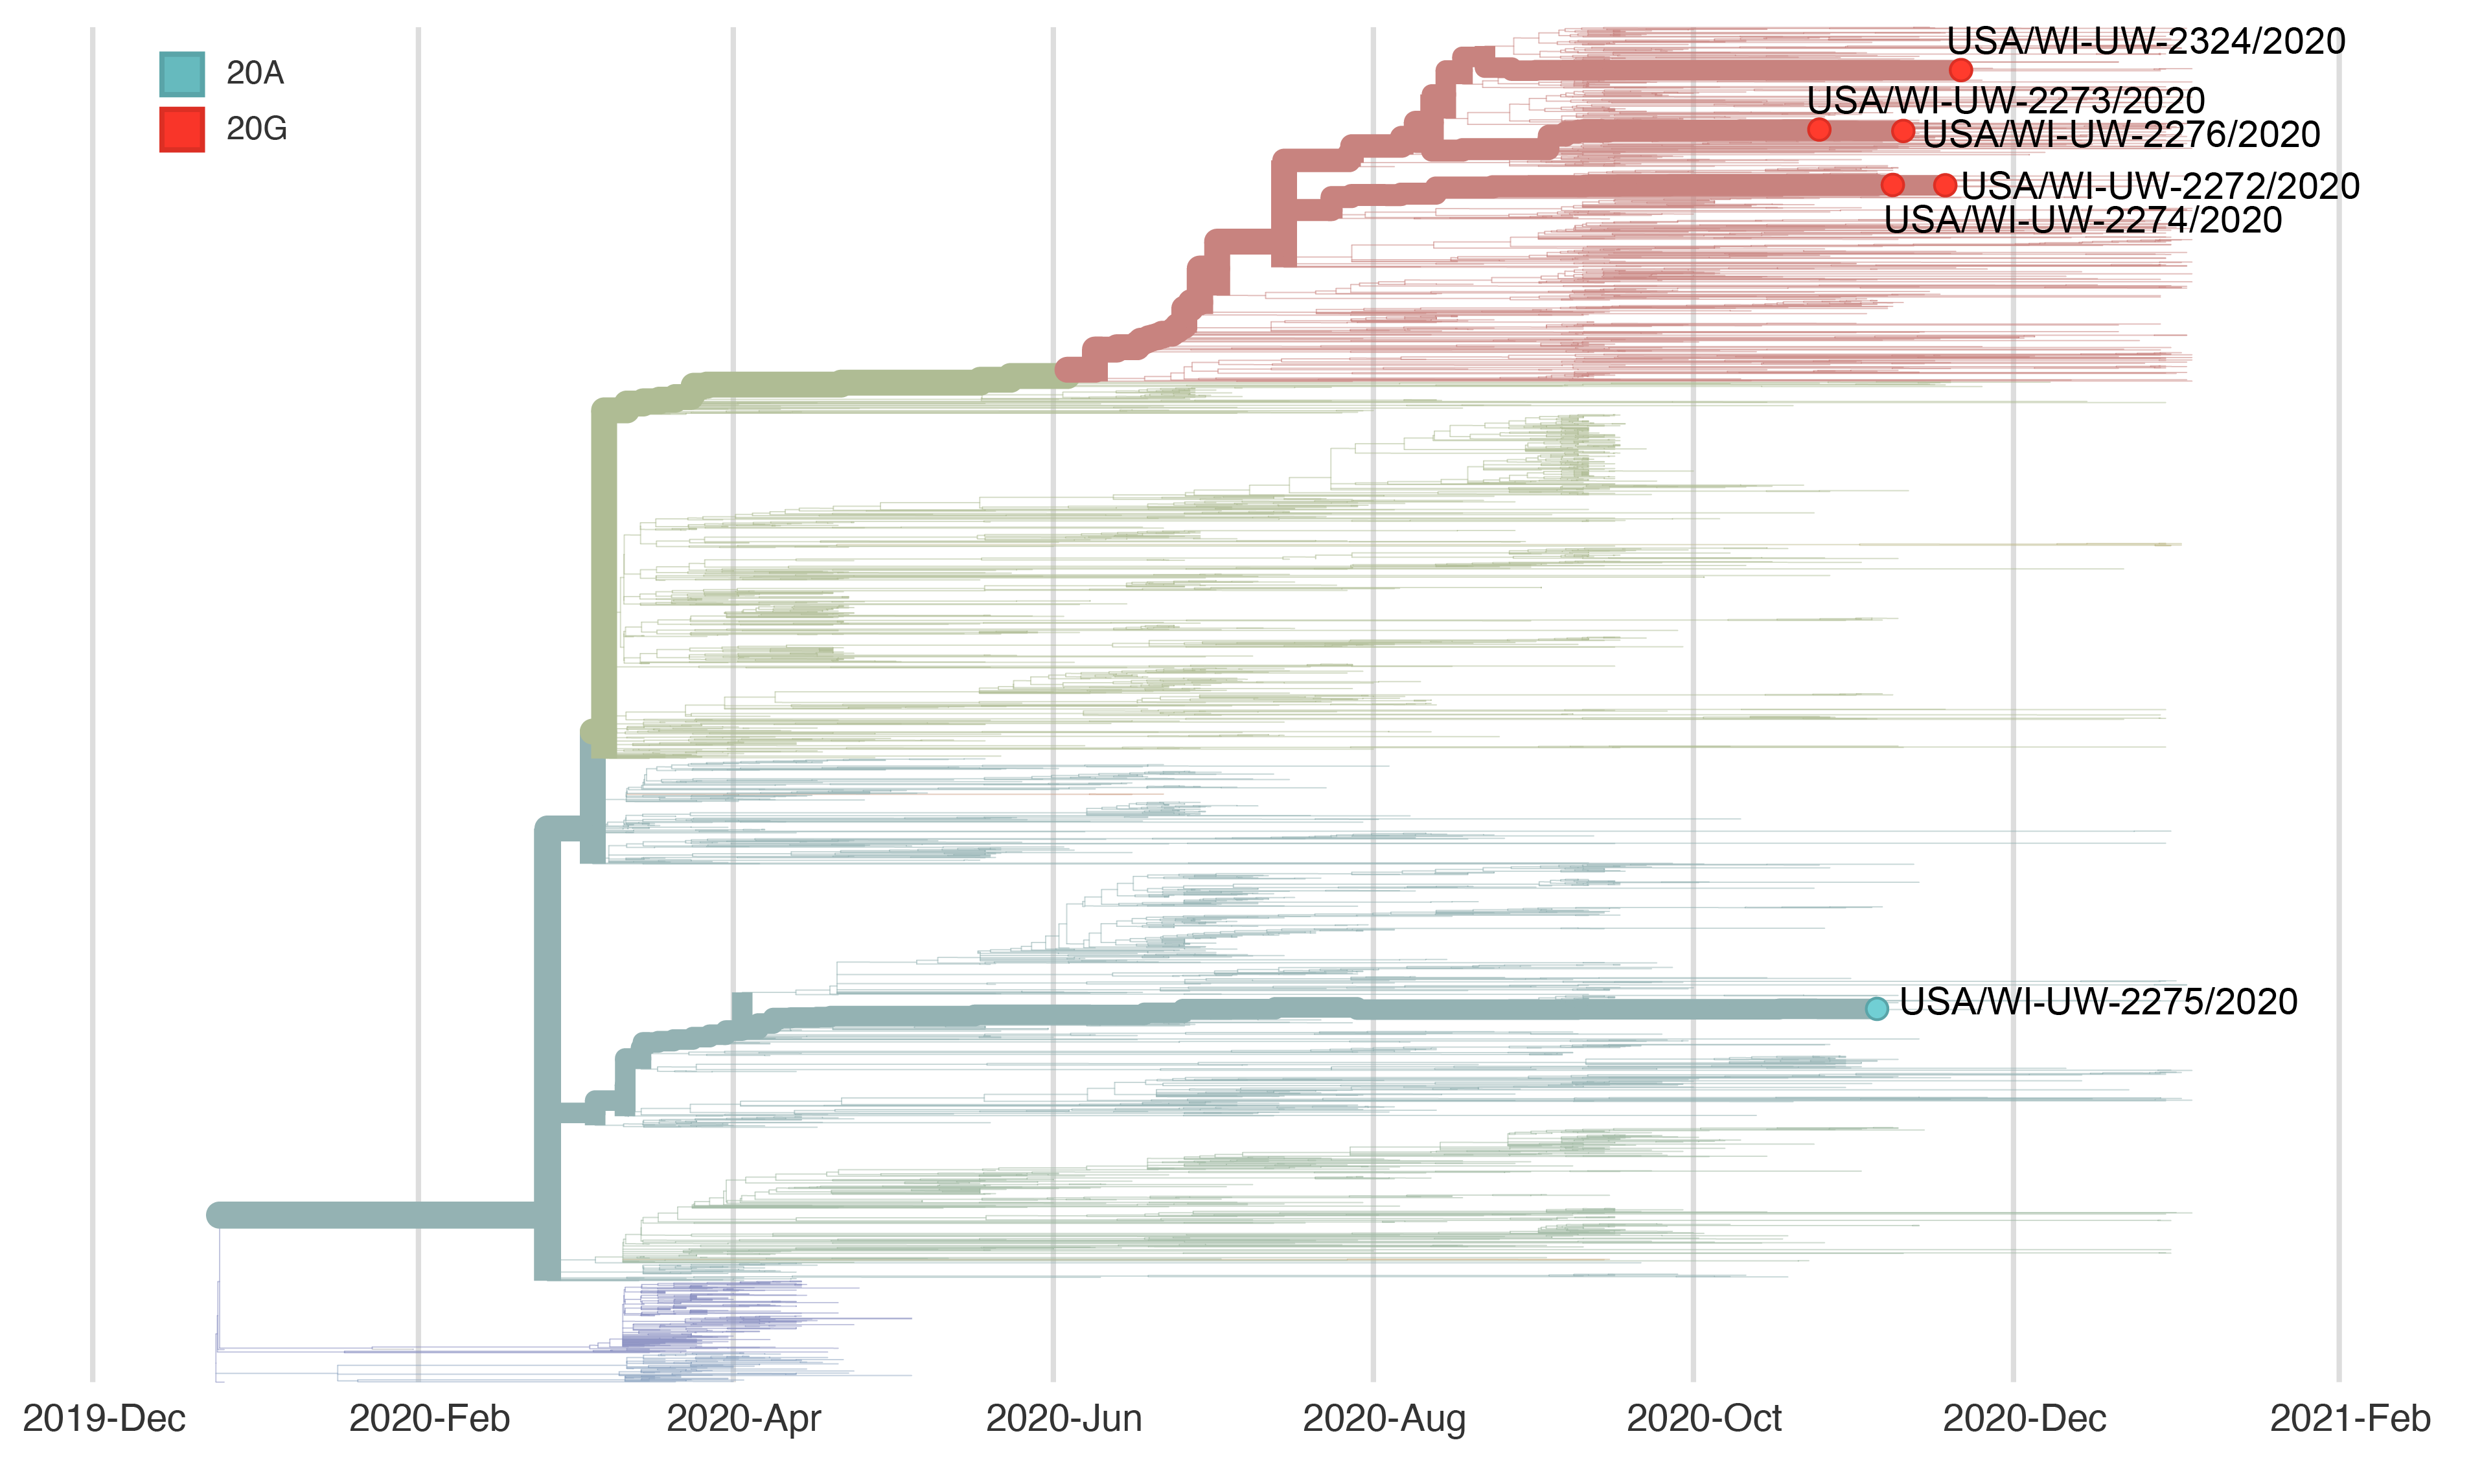 20A
20G
USA/WI-UW-2324/2020
USA/WI-UW-2273/2020
USA/WI-UW-2276/2020
USA/WI-UW-2272/2020
USA/WI-UW-2274/2020
USA/WI-UW-2275/2020
2019-Dec 2020-Feb 2020-Apr 2020-Jun 2020-Aug 2020-Oct 2020-Dec 2021-Feb